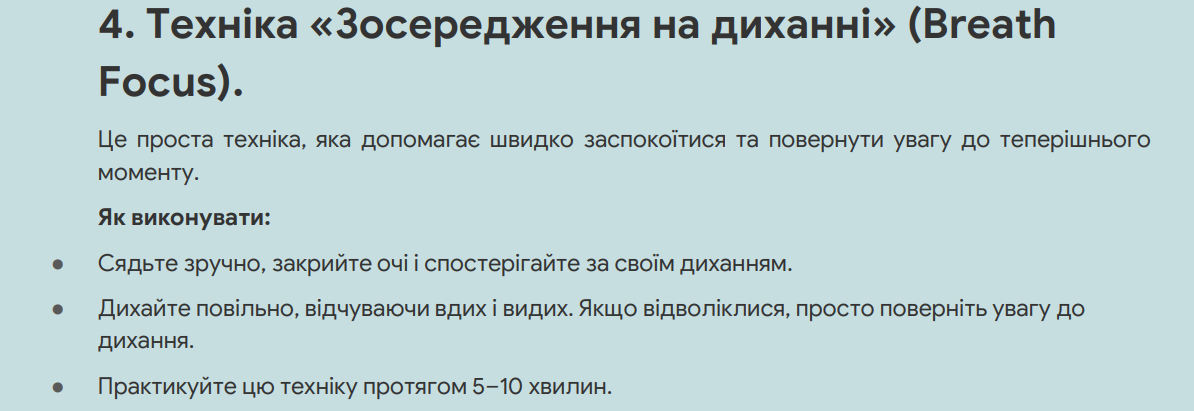 4. Техніка «Зосередження на диханні» (Breath
Focus).
Це проста техніка, яка допомагає швидко заспокоїтися та повернути увагу до теперішнього
моменту.
Як виконувати:
● Сядьте зручно, закрийте очі і спостерігайте за своїм диханням.
● Дихайте повільно, відчуваючи вдих і видих. Якщо відволіклися, просто поверніть увагу до
дихання.
● Практикуйте цю техніку протягом 5–10 хвилин.